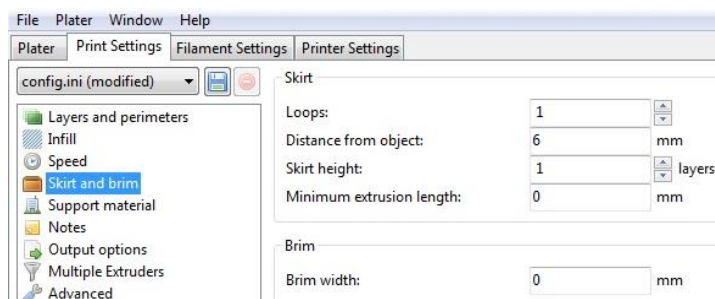 File Plater Window Help
Plater Print Settings Filament Settings Printer Settings
config.ini (modified)
Layers and perimeters
Infill
Speed
Skirt and brim
Support material
Notes
Output options
Multiple Extruders
Advanced
Skirt
Loops: 1
Distance from object: 6 mm
Skirt height: 1 layers
Minimum extrusion length: 0 mm
Brim
Brim width: 0 mm